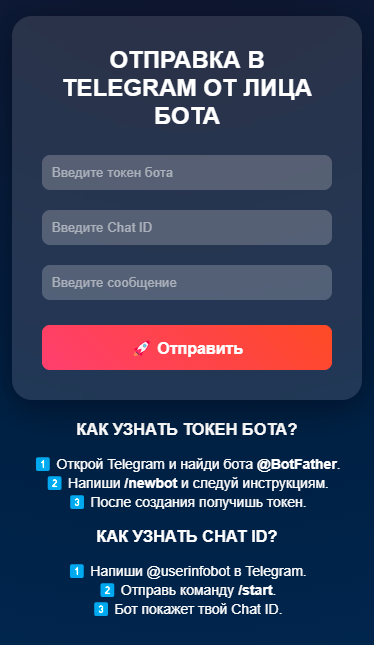 ОТПРАВКА В
TELEGRAM ОТ ЛИЦА
БОТА
Введите токен бота
Введите Chat ID
Введите сообщение
🚀 Отправить
КАК УЗНАТЬ ТОКЕН БОТА?
1️⃣ Открой Telegram и найди бота @BotFather.
2️⃣ Напиши /newbot и следуй инструкциям.
3️⃣ После создания получишь токен.
КАК УЗНАТЬ CHAT ID?
1️⃣ Напиши @userinfobot в Telegram.
2️⃣ Отправь команду /start.
3️⃣ Бот покажет твой Chat ID.